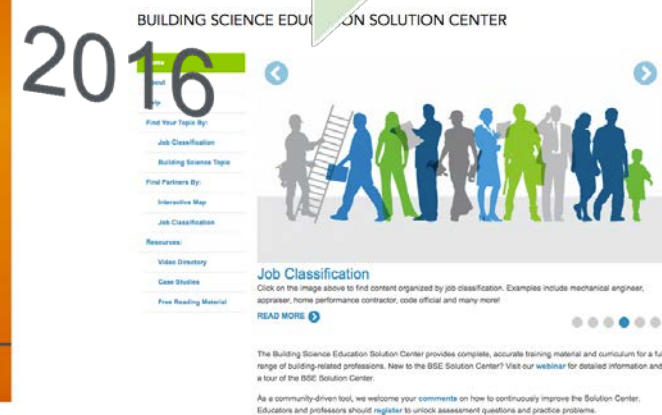 BUILDING SCIENCE EDUCATION SOLUTION CENTER
2016
Home
About
Help
Find Your Topic By:
Job Classification
Building Science Topic
Find Partners By:
Interactive Map
Job Classification
Resources:
Video Directory
Case Studies
Free Reading Material
Job Classification
Click on the image above to find content organized by job classification. Examples include mechanical engineer,
appraiser, home performance contractor, code official and many more!
READ MORE
The Building Science Education Solution Center provides complete, accurate training material and curriculum for a full
range of building-related professions. New to the BSE Solution Center? Visit our webinar for detailed information and
a tour of the BSE Solution Center.
As a community-driven tool, we welcome your comments on how to continuously improve the Solution Center.
Educators and professors should register to unlock assessment questions and practice problems.